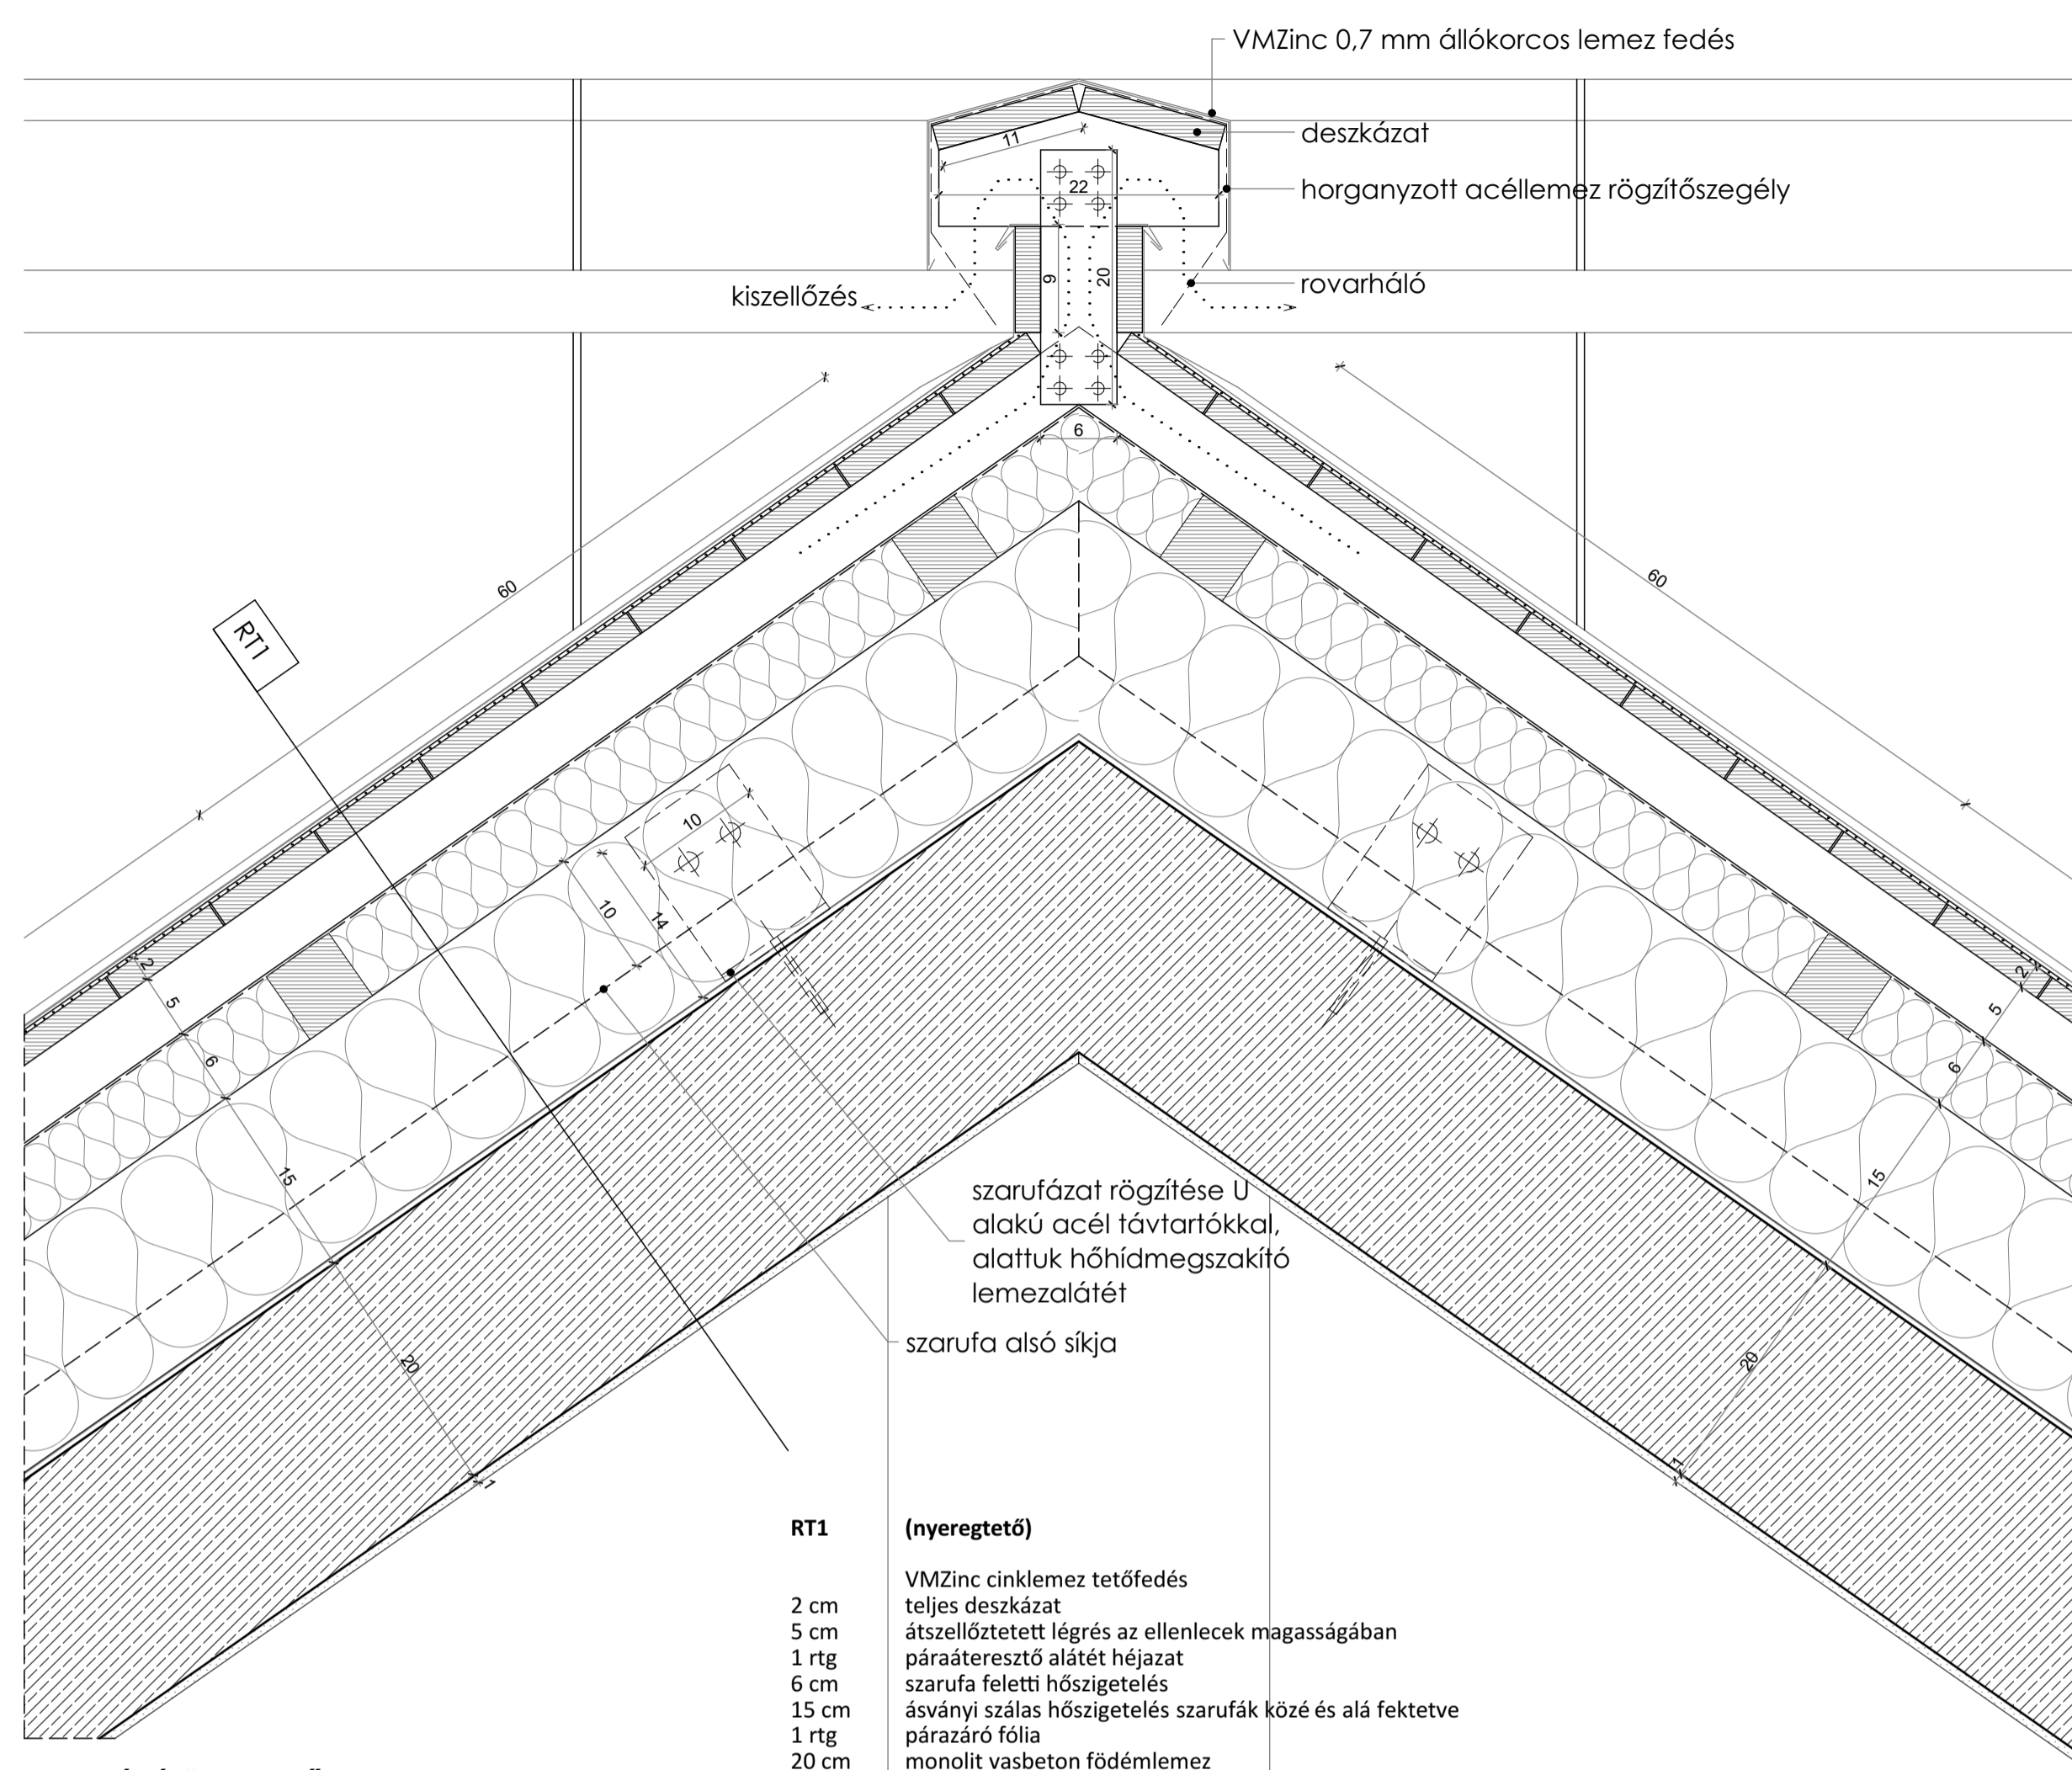 VMZinc 0,7 mm állókorcos lemez fedés
deszkázat
11
22
horganyzott acéllemez rögzítőszegély
kiszellőzés
9
20
rovarháló
6
60
60
RT1
10
10
14
2
5
6
15
20
1
2
5
6
15
20
1
szarufázat rögzítése U
alakú acél távtartókkal,
alattuk hőhídmegszakító
lemezalátét
szarufa alsó síkja
RT1 (nyeregtető)
VMZinc cinklemez tetőfedés
2 cm teljes deszkázat
5 cm átszellőztetett légrés az ellenlecek magasságában
1 rtg páraáteresztő alátét héjazat
6 cm szarufa feletti hőszigetelés
15 cm ásványi szálas hőszigetelés szarufák közé és alá fektetve
1 rtg párazáró fólia
20 cm monolit vasbeton födémlemez